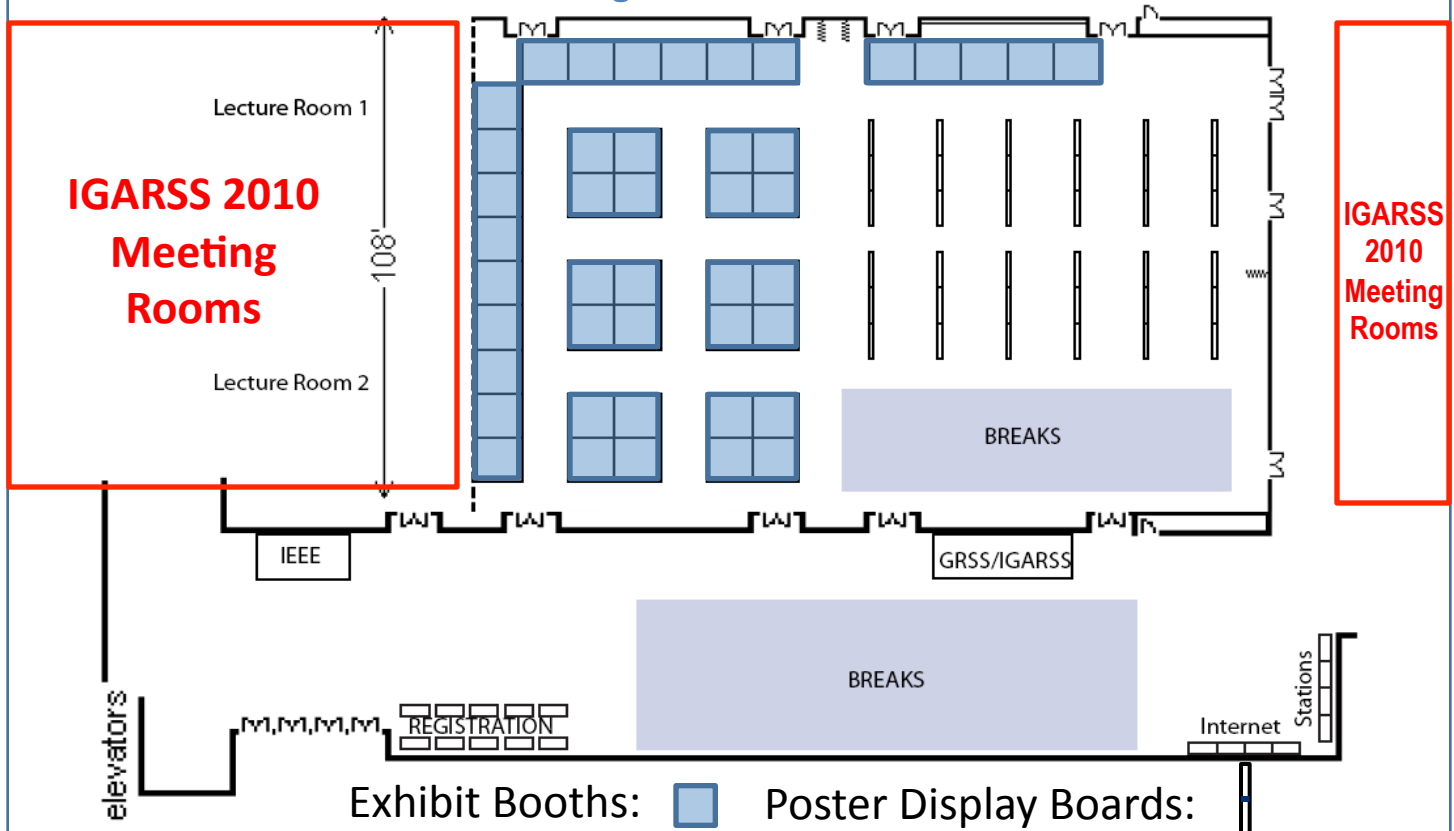 Lecture Room 1
IGARSS 2010
Meeting
Rooms
108'
Lecture Room 2
IGARSS
2010
Meeting
Rooms
BREAKS
IEEE
GRSS/IGARSS
BREAKS
elevators
REGISTRATION
Internet
Stations
Exhibit Booths:
Poster Display Boards: